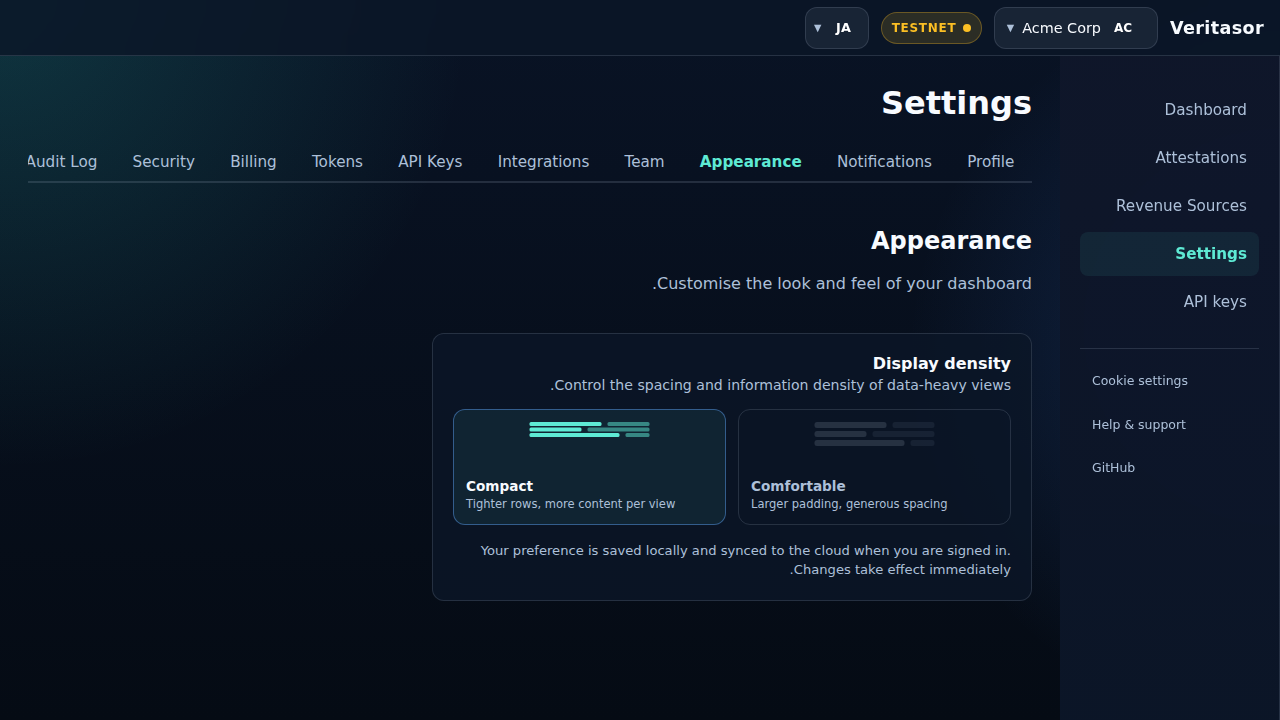 Veritasor
AC Acme Corp ▼
TESTNET
JA ▼
Dashboard
Attestations
Revenue Sources
Settings
API keys
Cookie settings
Help & support
GitHub
Settings
Profile
Notifications
Appearance
Team
Integrations
API Keys
Tokens
Billing
Security
Audit Log
Appearance
.Customise the look and feel of your dashboard
Display density
.Control the spacing and information density of data-heavy views
Comfortable
Larger padding, generous spacing
Compact
Tighter rows, more content per view
Your preference is saved locally and synced to the cloud when you are signed in.
.Changes take effect immediately